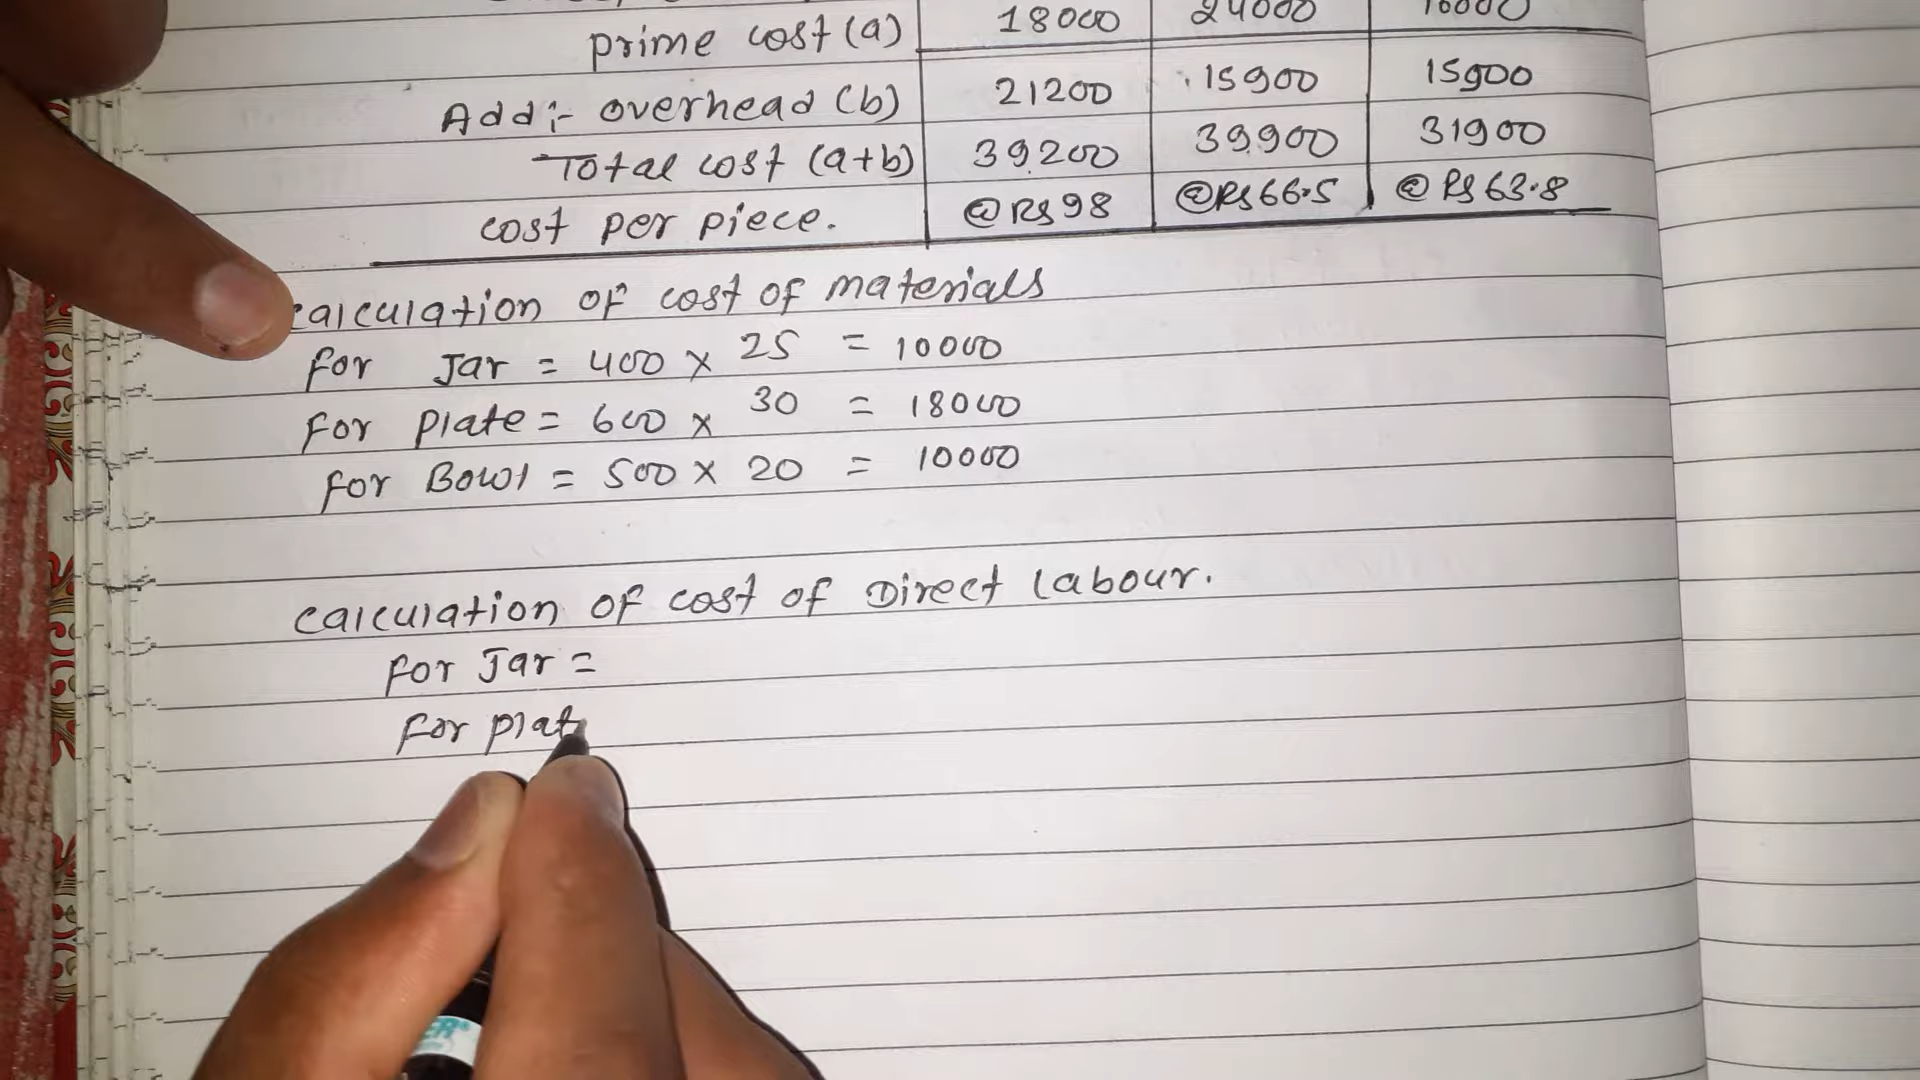 prime cost (a) 18000 24000 16000
Add:- overhead (b) 21200 15900 15900
Total cost (a+b) 39200 39900 31900
cost per piece. @Rs98 @Rs66.5 @Rs63.8
calculation of cost of materials
for Jar = 400 x 25 = 10000
for plate = 600 x 30 = 18000
for Bowl = 500 x 20 = 10000
calculation of cost of Direct labour.
for Jar =
for plat